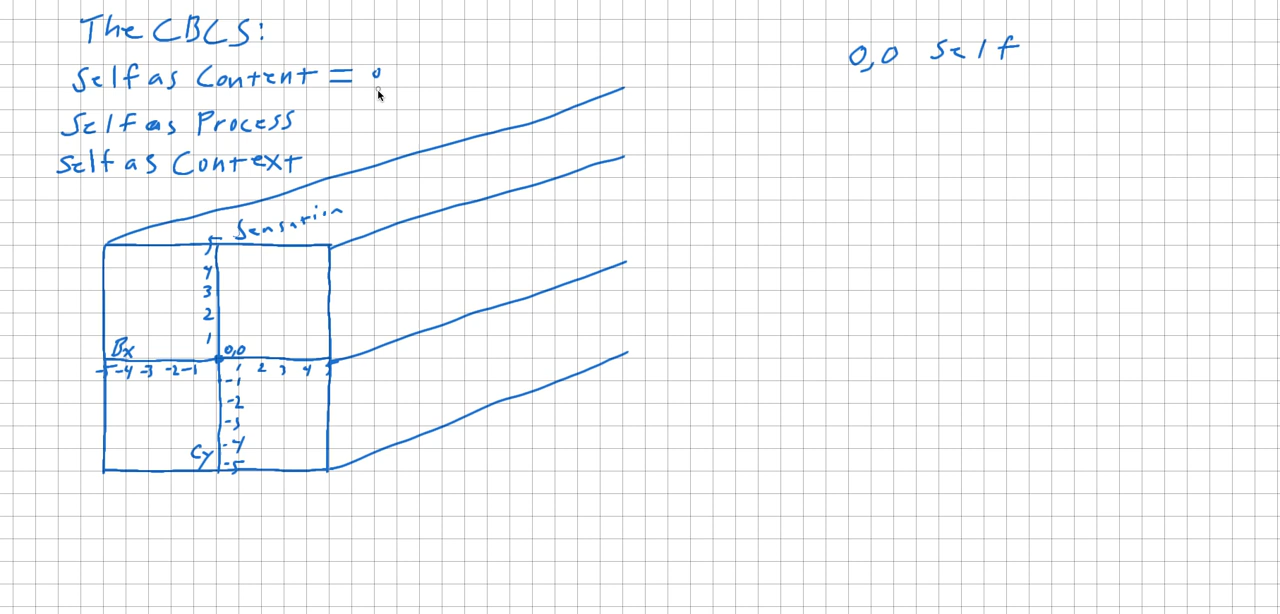 The CBCS:
0,0 self
Self as Content = 0
Self as Process
Self as Context
Sensation
5
4
3
2
1
Bx 0,0
-5 -4 -3 -2 -1 1 2 3 4 5
-1
-2
-3
-4
Cy
-5